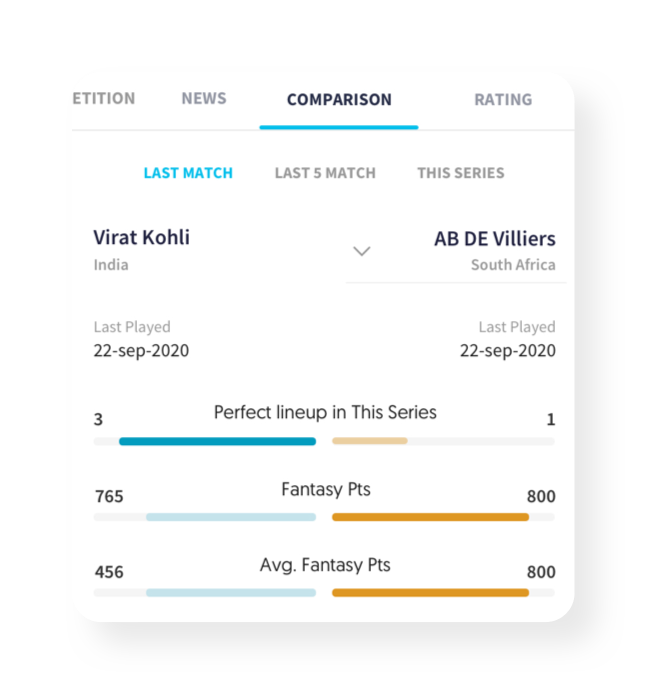 ETITION NEWS COMPARISON RATING
LAST MATCH LAST 5 MATCH THIS SERIES
Virat Kohli AB DE Villiers
India South Africa
Last Played Last Played
22-sep-2020 22-sep-2020
3 Perfect lineup in This Series 1
765 Fantasy Pts 800
456 Avg. Fantasy Pts 800